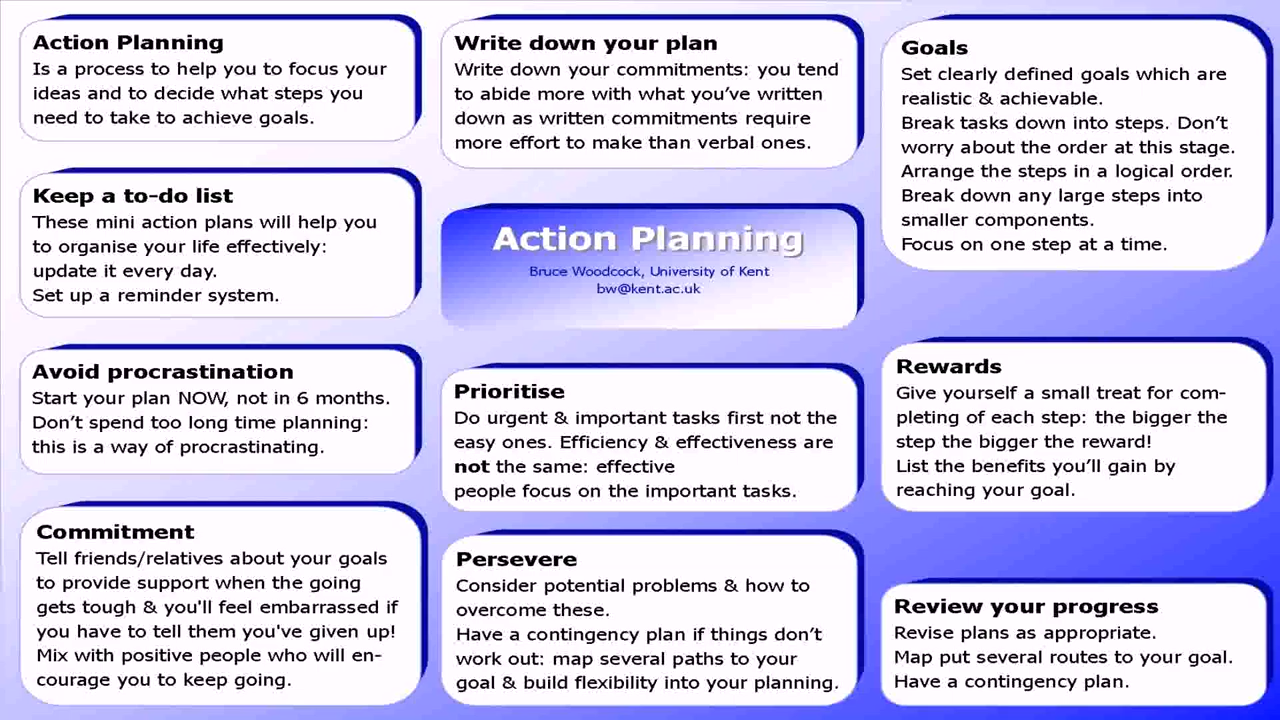 Action Planning
Is a process to help you to focus your
ideas and to decide what steps you
need to take to achieve goals.
Keep a to-do list
These mini action plans will help you
to organise your life effectively:
update it every day.
Set up a reminder system.
Avoid procrastination
Start your plan NOW, not in 6 months.
Don’t spend too long time planning:
this is a way of procrastinating.
Commitment
Tell friends/relatives about your goals
to provide support when the going
gets tough & you'll feel embarrassed if
you have to tell them you've given up!
Mix with positive people who will en-
courage you to keep going.
Write down your plan
Write down your commitments: you tend
to abide more with what you’ve written
down as written commitments require
more effort to make than verbal ones.
Action Planning
Bruce Woodcock, University of Kent
bw@kent.ac.uk
Prioritise
Do urgent & important tasks first not the
easy ones. Efficiency & effectiveness are
not the same: effective
people focus on the important tasks.
Persevere
Consider potential problems & how to
overcome these.
Have a contingency plan if things don’t
work out: map several paths to your
goal & build flexibility into your planning.
Goals
Set clearly defined goals which are
realistic & achievable.
Break tasks down into steps. Don’t
worry about the order at this stage.
Arrange the steps in a logical order.
Break down any large steps into
smaller components.
Focus on one step at a time.
Rewards
Give yourself a small treat for com-
pleting of each step: the bigger the
step the bigger the reward!
List the benefits you’ll gain by
reaching your goal.
Review your progress
Revise plans as appropriate.
Map put several routes to your goal.
Have a contingency plan.